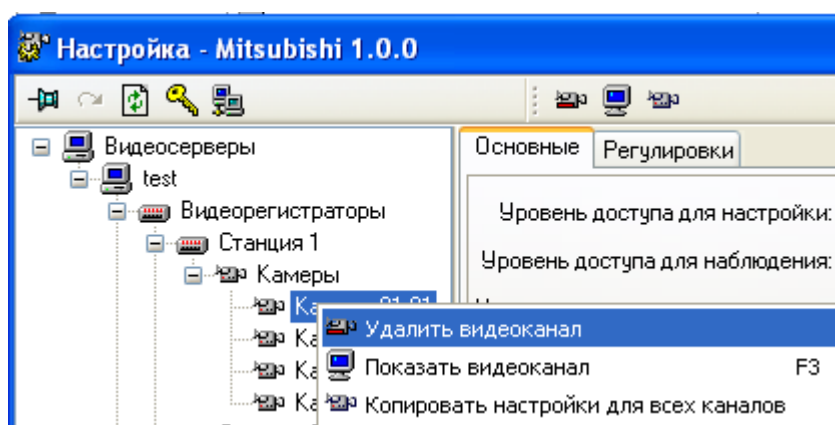 Настройка - Mitsubishi 1.0.0
Видеосерверы
test
Видеорегистраторы
Станция 1
Камеры
Основные
Регулировки
Уровень доступа для настройки:
Уровень доступа для наблюдения:
Удалить видеоканал
Показать видеоканал F3
Копировать настройки для всех каналов